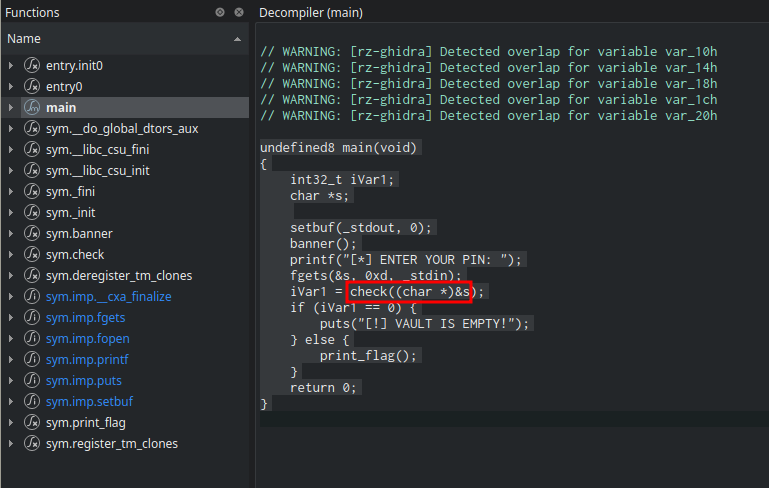 Functions
Name
entry.init0
entry0
main
sym.__do_global_dtors_aux
sym.__libc_csu_fini
sym.__libc_csu_init
sym._fini
sym._init
sym.banner
sym.check
sym.deregister_tm_clones
sym.imp.__cxa_finalize
sym.imp.fgets
sym.imp.fopen
sym.imp.printf
sym.imp.puts
sym.imp.setbuf
sym.print_flag
sym.register_tm_clones
Decompiler (main)
// WARNING: [rz-ghidra] Detected overlap for variable var_10h
// WARNING: [rz-ghidra] Detected overlap for variable var_14h
// WARNING: [rz-ghidra] Detected overlap for variable var_18h
// WARNING: [rz-ghidra] Detected overlap for variable var_1ch
// WARNING: [rz-ghidra] Detected overlap for variable var_20h
undefined8 main(void)
{
int32_t iVar1;
char *s;
setbuf(_stdout, 0);
banner();
printf("[*] ENTER YOUR PIN: ");
fgets(&s, 0xd, _stdin);
iVar1 = check((char *)&s);
if (iVar1 == 0) {
puts("[!] VAULT IS EMPTY!");
} else {
print_flag();
}
return 0;
}